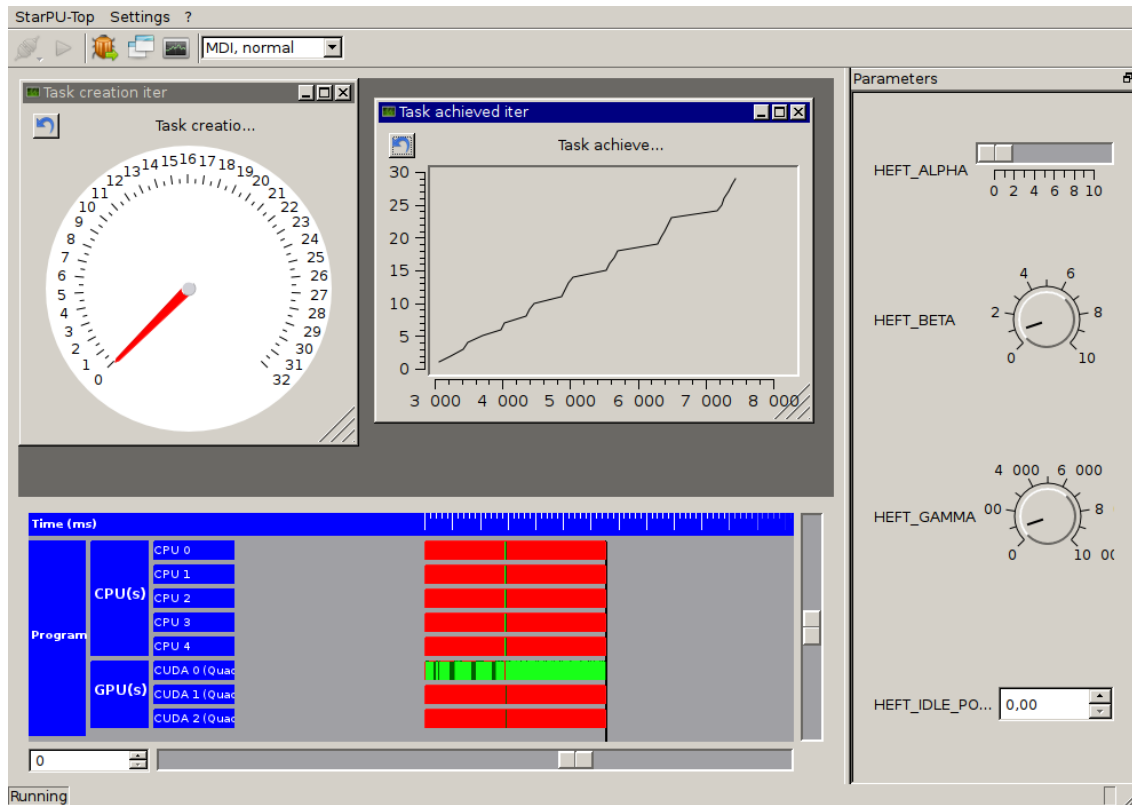 StarPU-Top Settings ?
MDI, normal
Task creation iter
Task creatio...
0 1 2 3 4 5 6 7 8 9 10 11 12 13 14 15 16 17 18 19 20 21 22 23 24 25 26 27 28 29 30 31 32
Task achieved iter
Task achieve...
30
25
20
15
10
5
0
3 000 4 000 5 000 6 000 7 000 8 000
Parameters
HEFT_ALPHA
0 2 4 6 8 10
HEFT_BETA
0 2 4 6 8 10
HEFT_GAMMA
4 000 6 000
00 8
0 10 00
HEFT_IDLE_PO... 0,00
Time (ms)
Program
CPU(s)
CPU 0
CPU 1
CPU 2
CPU 3
CPU 4
GPU(s)
CUDA 0 (Quad
CUDA 1 (Quad
CUDA 2 (Quad
0
Running